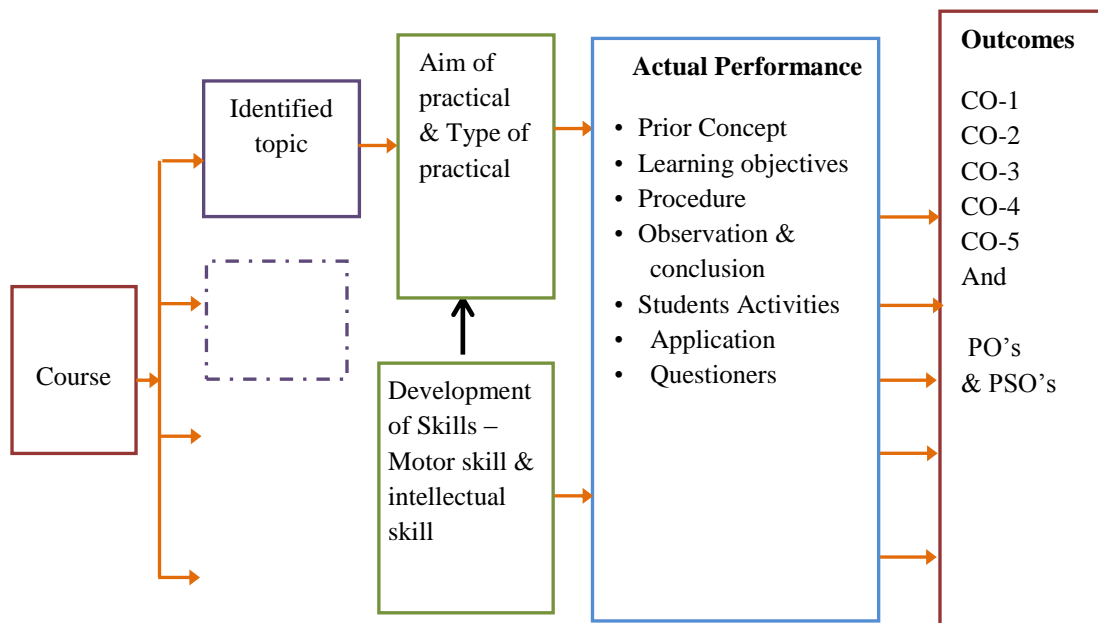 Course
Identified
topic
Aim of
practical
& Type of
practical
Development
of Skills –
Motor skill &
intellectual
skill
Actual Performance
• Prior Concept
• Learning objectives
• Procedure
• Observation &
conclusion
• Students Activities
• Application
• Questioners
Outcomes
CO-1
CO-2
CO-3
CO-4
CO-5
And
PO’s
& PSO’s